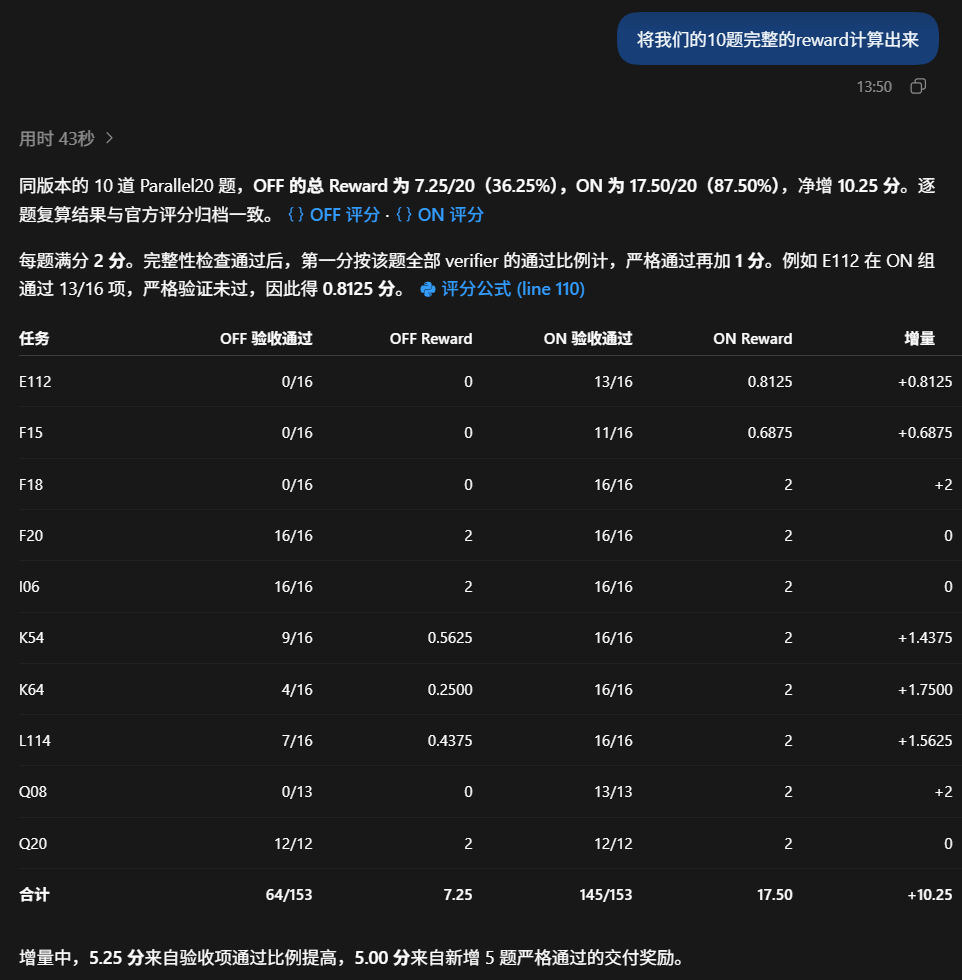 将我们的10题完整的reward计算出来
13:50
用时 43秒
同版本的 10 道 Parallel20 题，OFF 的总 Reward 为 7.25/20（36.25%），ON 为 17.50/20（87.50%），净增 10.25 分。逐
题复算结果与官方评分归档一致。 {} OFF 评分 · {} ON 评分
每题满分 2 分。完整性检查通过后，第一分按该题全部 verifier 的通过比例计，严格通过再加 1 分。例如 E112 在 ON 组
通过 13/16 项，严格验证未过，因此得 0.8125 分。 评分公式 (line 110)
任务 OFF 验收通过 OFF Reward ON 验收通过 ON Reward 增量
E112 0/16 0 13/16 0.8125 +0.8125
F15 0/16 0 11/16 0.6875 +0.6875
F18 0/16 0 16/16 2 +2
F20 16/16 2 16/16 2 0
I06 16/16 2 16/16 2 0
K54 9/16 0.5625 16/16 2 +1.4375
K64 4/16 0.2500 16/16 2 +1.7500
L114 7/16 0.4375 16/16 2 +1.5625
Q08 0/13 0 13/13 2 +2
Q20 12/12 2 12/12 2 0
合计 64/153 7.25 145/153 17.50 +10.25
增量中，5.25 分来自验收项通过比例提高，5.00 分来自新增 5 题严格通过的交付奖励。